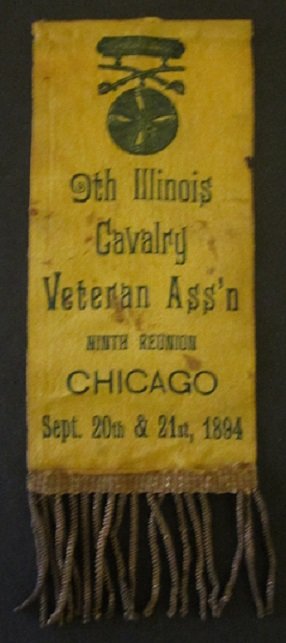 9th Illinois
Cavalry
Veteran Ass'n
NINTH REUNION
CHICAGO
Sept. 20th & 21st, 1894